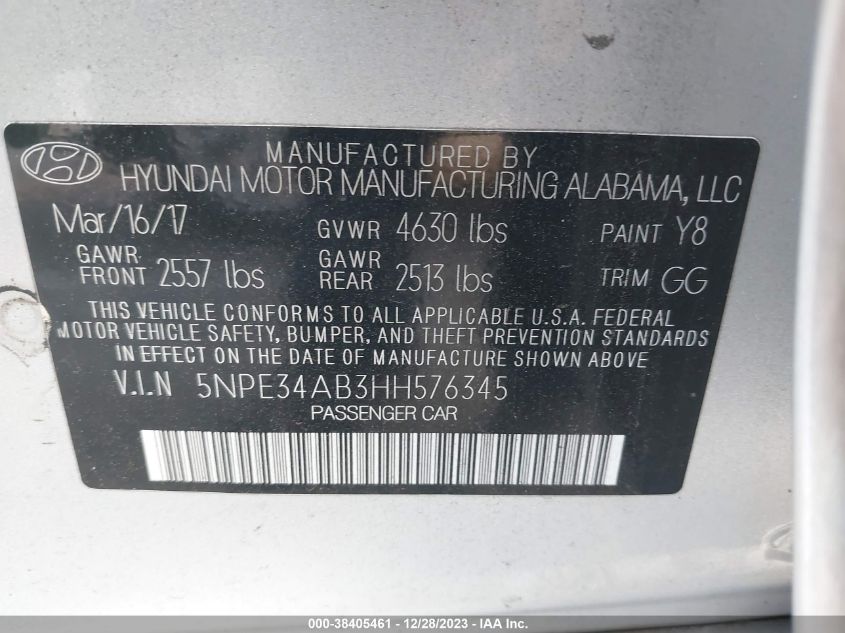 MANUFACTURED BY
HYUNDAI MOTOR MANUFACTURING ALABAMA, LLC
Mar/16/17 GVWR 4630 lbs PAINT Y8
GAWR FRONT 2557 lbs GAWR REAR 2513 lbs TRIM GG
THIS VEHICLE CONFORMS TO ALL APPLICABLE U.S.A. FEDERAL
MOTOR VEHICLE SAFETY, BUMPER, AND THEFT PREVENTION STANDARDS
IN EFFECT ON THE DATE OF MANUFACTURE SHOWN ABOVE.
V.I.N 5NPE34AB3HH576345
PASSENGER CAR
000-38405461 - 12/28/2023 - IAA Inc.